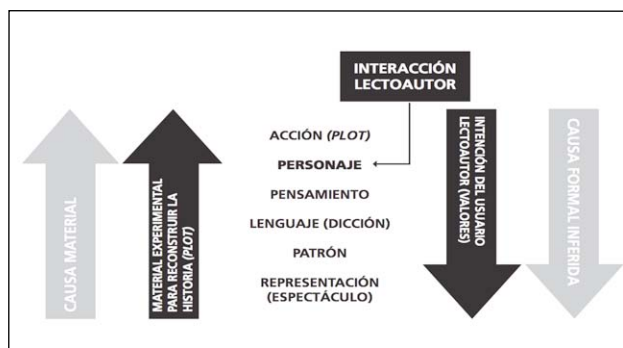 INTERACCIÓN
LECTOAUTOR
ACCIÓN (PLOT)
PERSONAJE
PENSAMIENTO
LENGUAJE (DICCIÓN)
PATRÓN
REPRESENTACIÓN
(ESPECTÁCULO)
CAUSA MATERIAL
MATERIAL EXPERIMENTAL
PARA RECONSTRUIR LA
HISTORIA (PLOT)
INTENCIÓN DEL USUARIO
LECTOAUTOR (VALORES)
CAUSA FORMAL INFERIDA